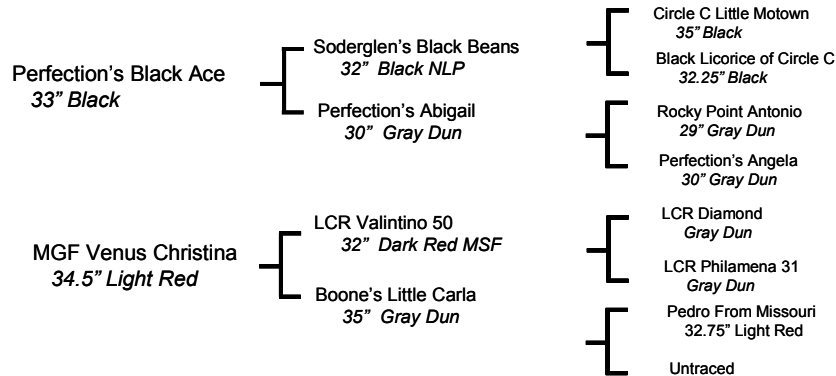 Perfection's Black Ace
33” Black
Soderglen's Black Beans
32” Black NLP
Perfection's Abigail
30” Gray Dun
Circle C Little Motown
35” Black
Black Licorice of Circle C
32.25” Black
Rocky Point Antonio
29” Gray Dun
Perfection's Angela
30” Gray Dun
MGF Venus Christina
34.5” Light Red
LCR Valintino 50
32” Dark Red MSF
Boone's Little Carla
35” Gray Dun
LCR Diamond
Gray Dun
LCR Philamena 31
Gray Dun
Pedro From Missouri
32.75” Light Red
Untraced